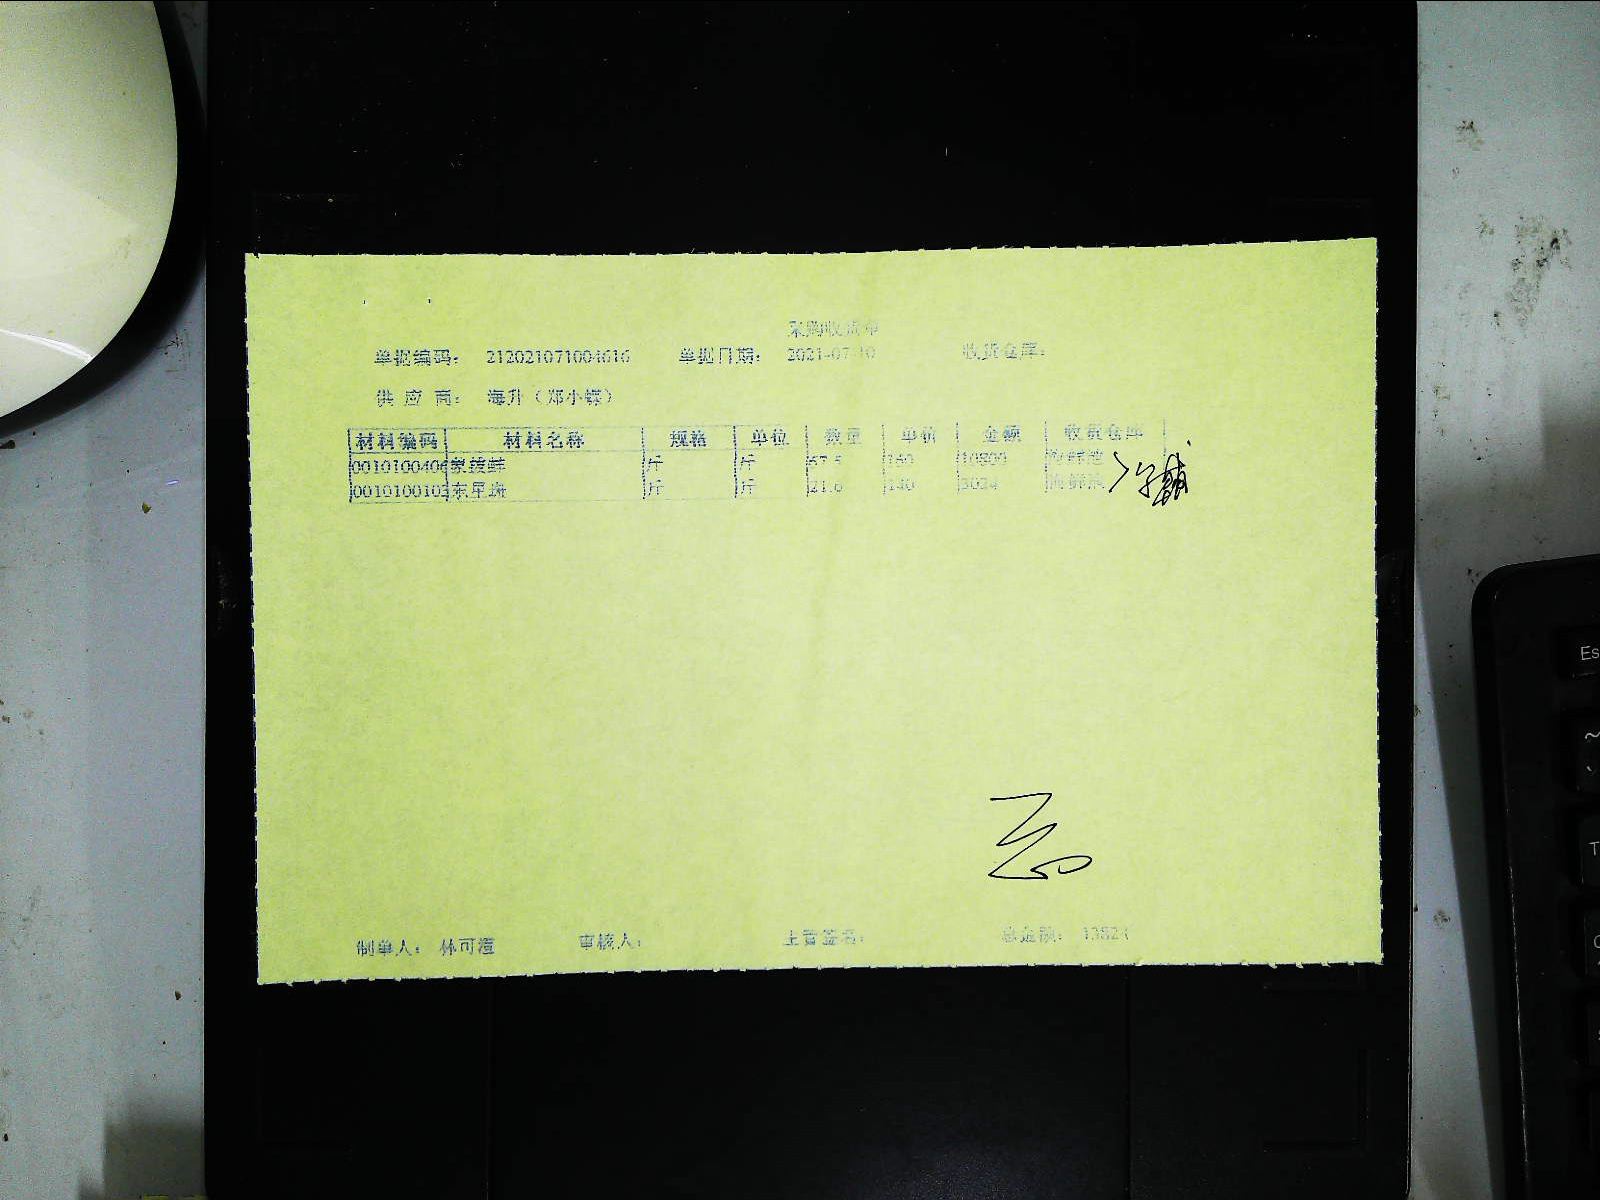 采购收货单
单据编码： 212021071004616 单据日期： 2021-07-10 收货仓库：
供 应 商： 海升（郑小蝶）
材料编码 材料名称 规格 单位 数量 单价 金额 收货仓库
0010100406 象拔蚌 斤 斤 67.5 160 10800 海鲜池
001010010 东星斑 斤 斤 21.6 140 3024 海鲜池
制单人： 林可 审核人： 主管签名： 总金额： 13824
Es
~